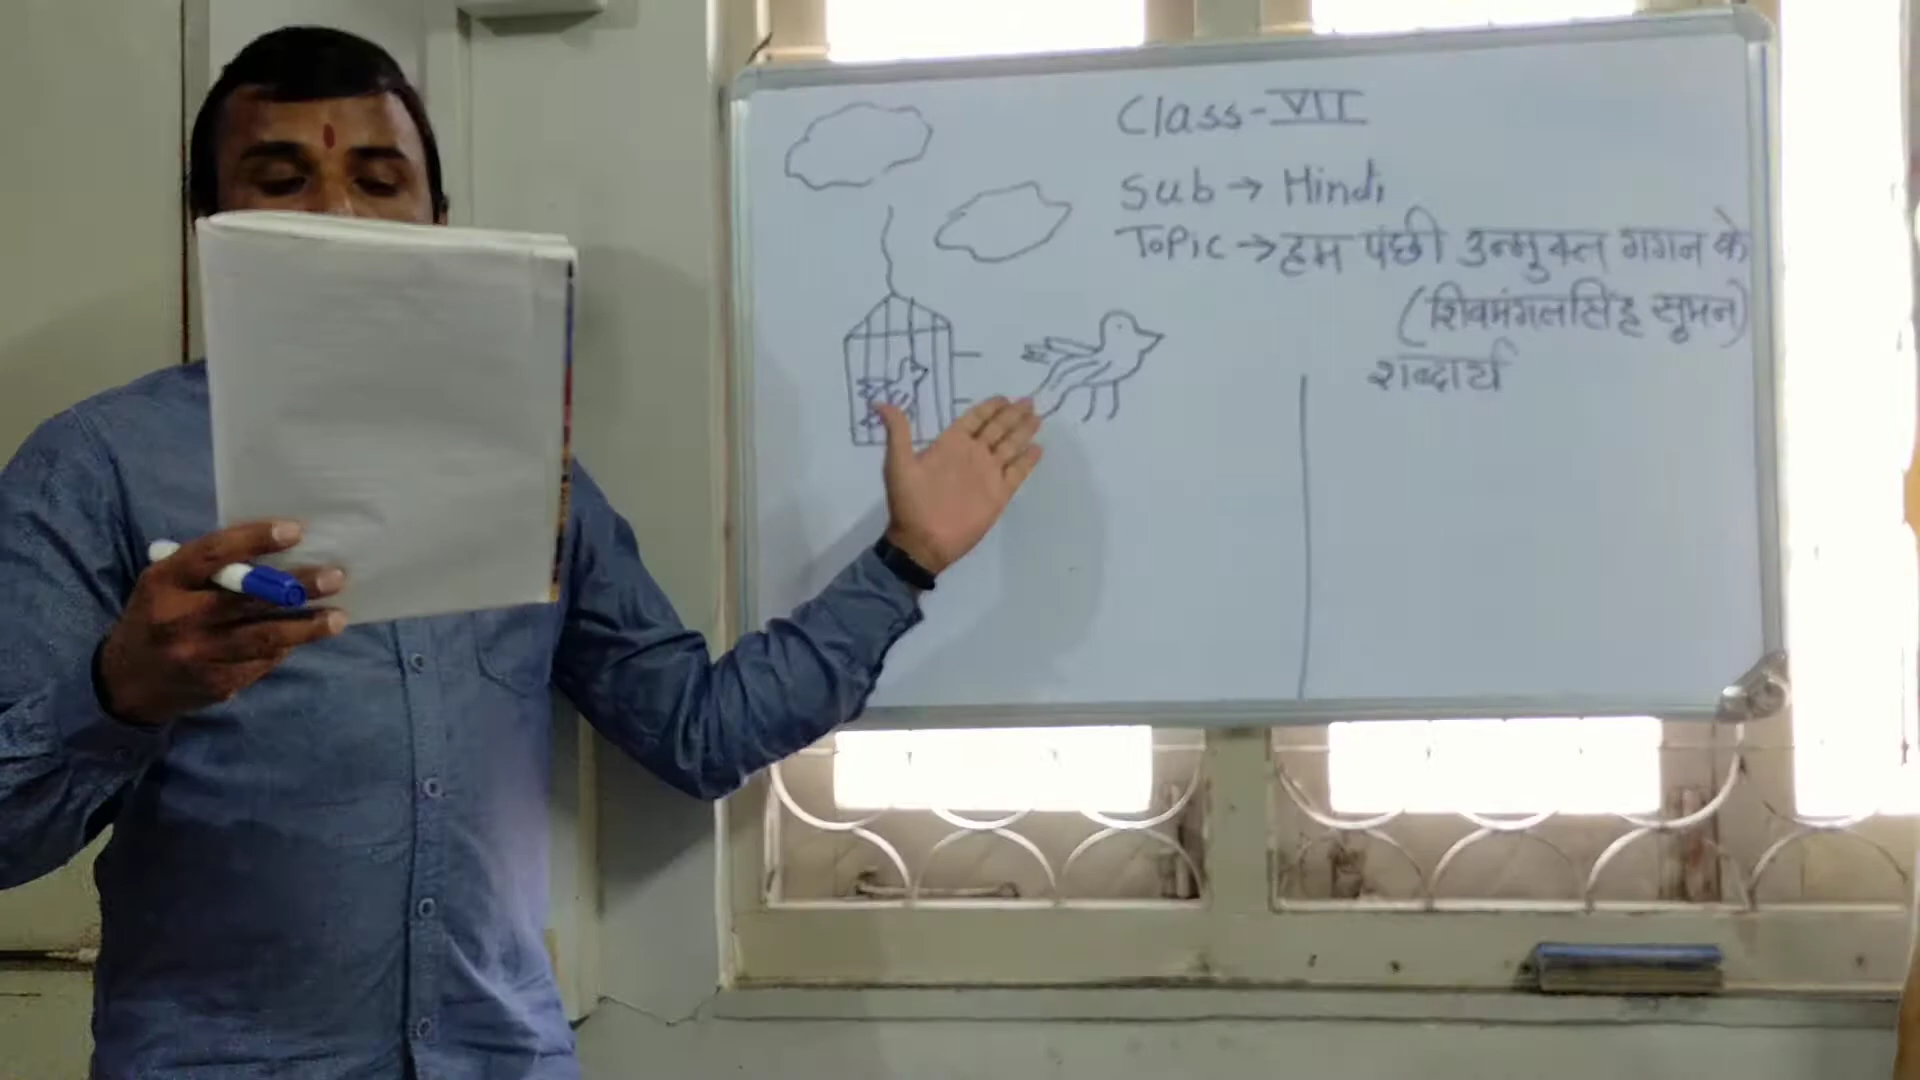 Class-VII
Sub→Hindi
Topic→हम पंछी उन्मुक्त गगन के
(शिवमंगलसिंह सुमन)
शब्दार्थ